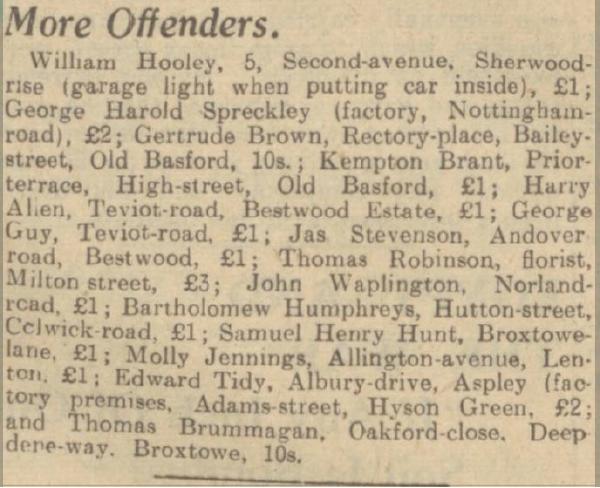 More Offenders.
William Hooley, 5, Second-avenue, Sherwood-
rise (garage light when putting car inside), £1;
George Harold Spreckley (factory, Nottingham-
road), £2; Gertrude Brown, Rectory-place, Bailey-
street, Old Basford, 10s.; Kempton Brant, Prior-
terrace, High-street, Old Basford, £1; Harry
Allen, Teviot-road, Bestwood Estate, £1; George
Guy, Teviot-road, £1; Jas Stevenson, Andover
road, Bestwood, £1; Thomas Robinson, florist,
Milton street, £3; John Waplington, Norland-
road, £1; Bartholomew Humphreys, Hutton-street,
Colwick-road, £1; Samuel Henry Hunt, Broxtowe-
lane, £1; Molly Jennings, Allington-avenue, Len-
ton, £1; Edward Tidy, Albury-drive, Aspley (fac-
tory premises, Adams-street, Hyson Green, £2;
and Thomas Brummagan, Oakford-close, Deep
dene-way, Broxtowe, 10s.